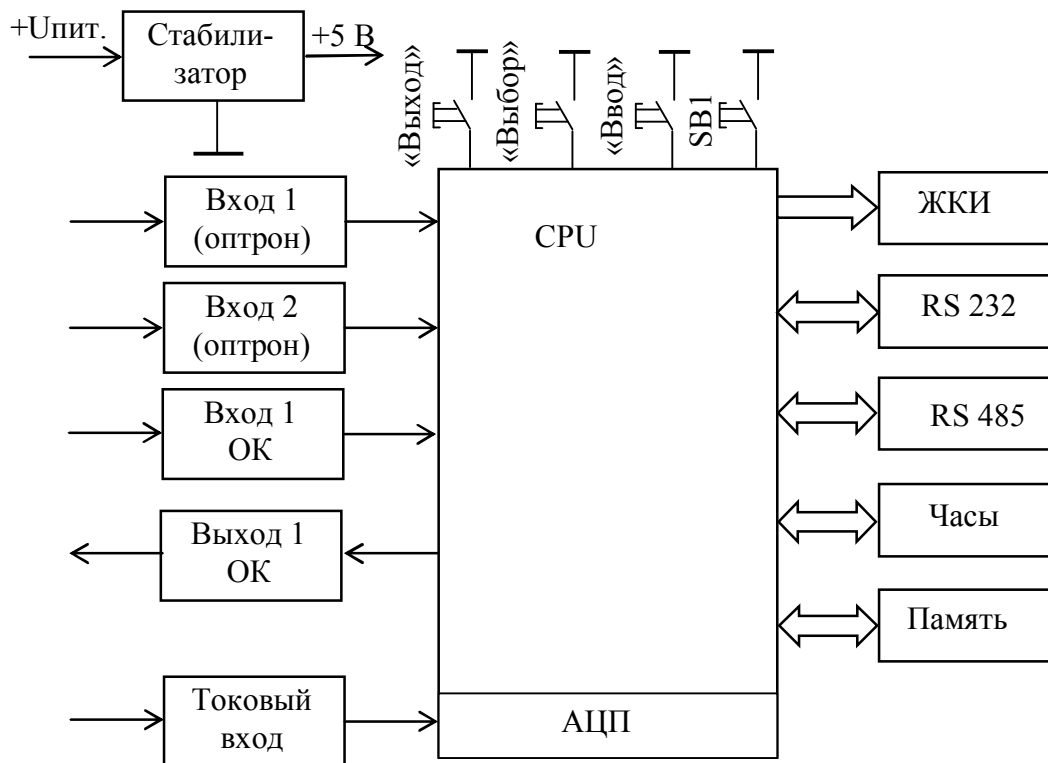 +Uпит.
Стабили-
затор
+5 В
«Выход»
«Выбор»
«Ввод»
SB1
Вход 1
(оптрон)
Вход 2
(оптрон)
Вход 1
ОК
Выход 1
ОК
Токовый
вход
CPU
АЦП
ЖКИ
RS 232
RS 485
Часы
Память